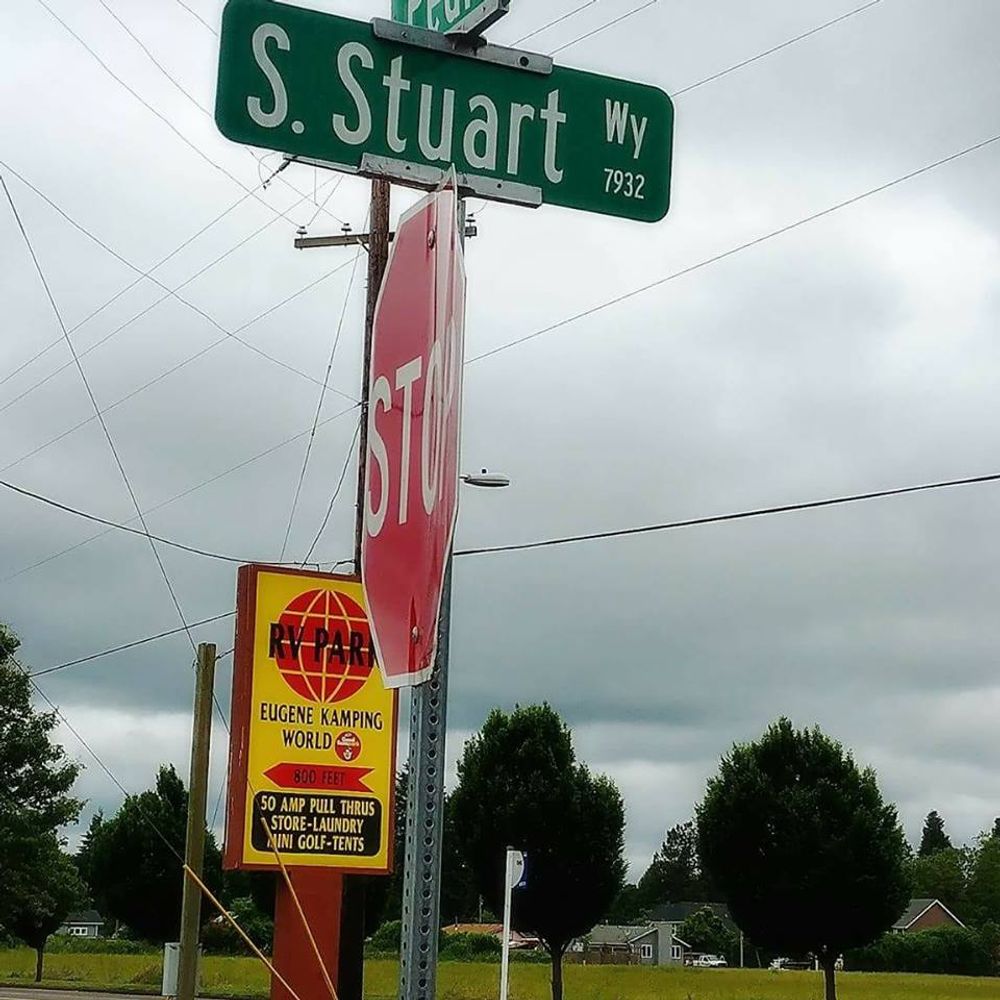 S. Stuart Wy
7932
STOP
RV PARK
EUGENE KAMPING
WORLD
800 FEET
50 AMP PULL THRUS
STORE-LAUNDRY
MINI GOLF-TENTS